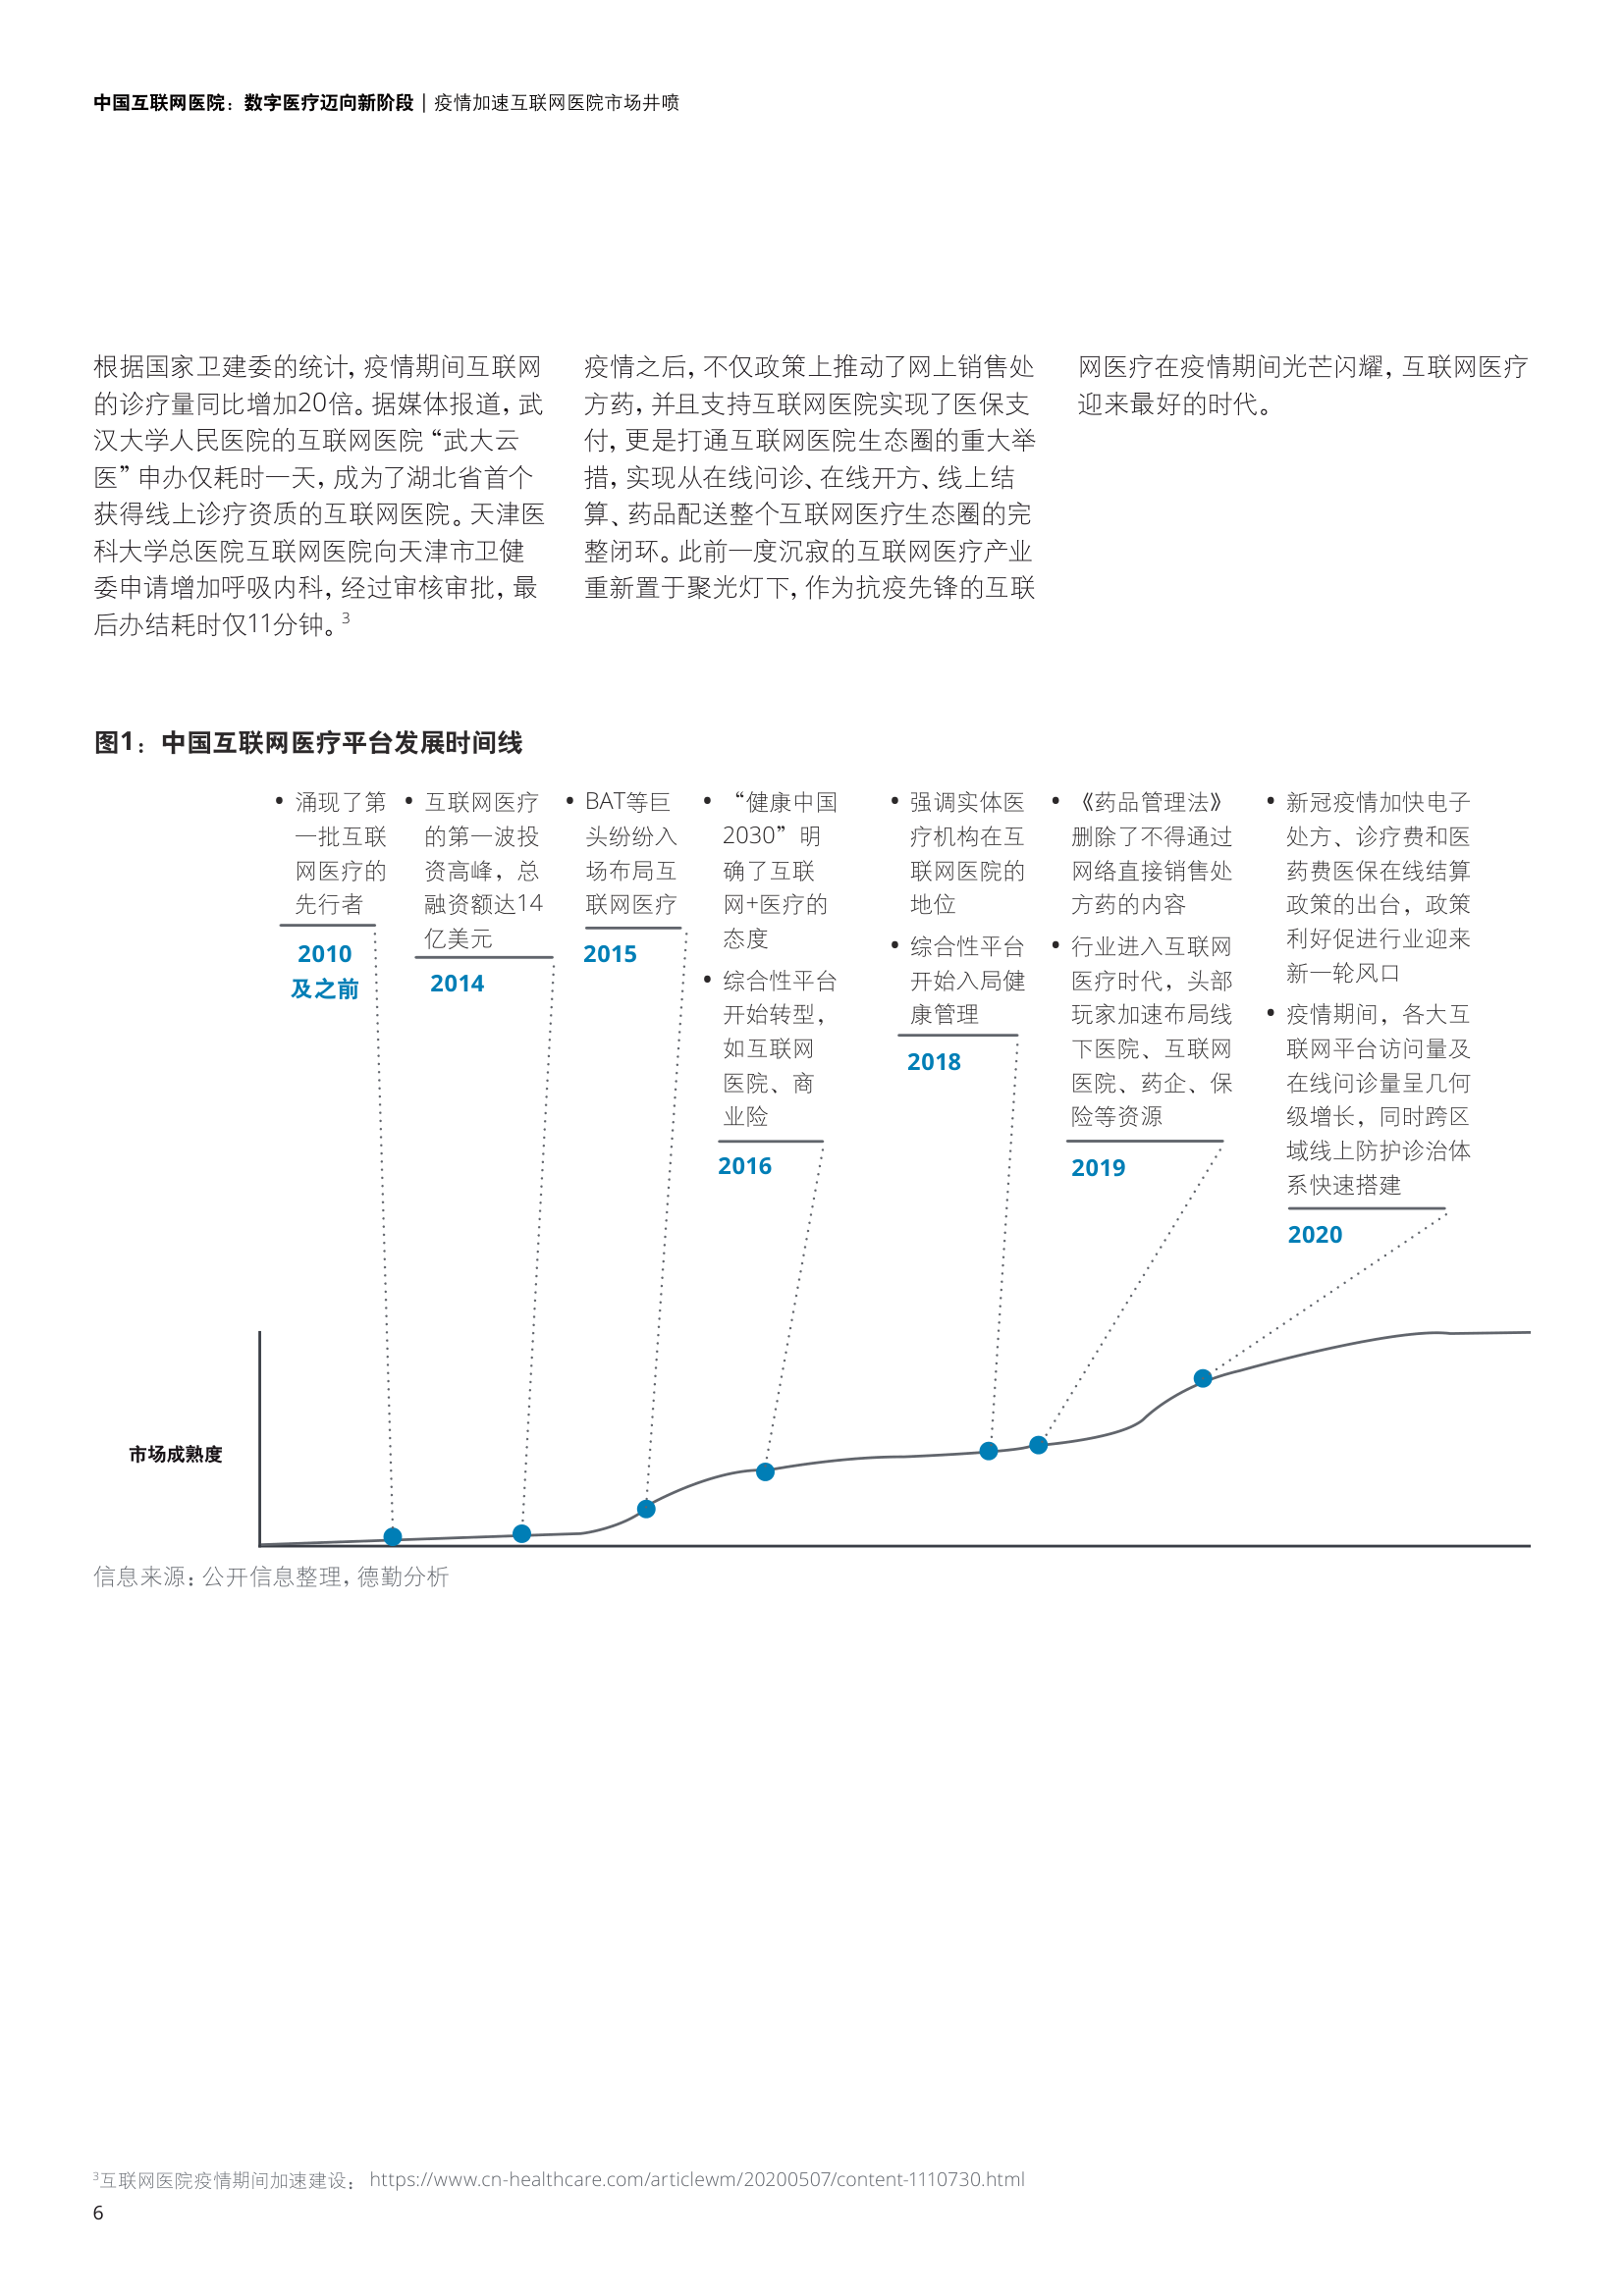 中国互联网医院：数字医疗迈向新阶段 | 疫情加速互联网医院市场井喷
根据国家卫建委的统计，疫情期间互联网
的诊疗量同比增加20倍。据媒体报道，武
汉大学人民医院的互联网医院“武大云
医”申办仅耗时一天，成为了湖北省首个
获得线上诊疗资质的互联网医院。天津医
科大学总医院互联网医院向天津市卫健
委申请增加呼吸内科，经过审核审批，最
后办结耗时仅11分钟。3
疫情之后，不仅政策上推动了网上销售处
方药，并且支持互联网医院实现了医保支
付，更是打通互联网医院生态圈的重大举
措，实现从在线问诊、在线开方、线上结
算、药品配送整个互联网医疗生态圈的完
整闭环。此前一度沉寂的互联网医疗产业
重新置于聚光灯下，作为抗疫先锋的互联
网医疗在疫情期间光芒闪耀，互联网医疗
迎来最好的时代。
图1：中国互联网医疗平台发展时间线
• 涌现了第
一批互联
网医疗的
先行者
2010
及之前
• 互联网医疗
的第一波投
资高峰，总
融资额达14
亿美元
2014
• BAT等巨
头纷纷入
场布局互
联网医疗
2015
• “健康中国
2030”明
确了互联
网+医疗的
态度
• 综合性平台
开始转型，
如互联网
医院、商
业险
2016
• 强调实体医
疗机构在互
联网医院的
地位
• 综合性平台
开始入局健
康管理
2018
• 《药品管理法》
删除了不得通过
网络直接销售处
方药的内容
• 行业进入互联网
医疗时代，头部
玩家加速布局线
下医院、互联网
医院、药企、保
险等资源
2019
• 新冠疫情加快电子
处方、诊疗费和医
药费医保在线结算
政策的出台，政策
利好促进行业迎来
新一轮风口
• 疫情期间，各大互
联网平台访问量及
在线问诊量呈几何
级增长，同时跨区
域线上防护诊治体
系快速搭建
2020
市场成熟度
信息来源：公开信息整理，德勤分析
3互联网医院疫情期间加速建设： https://www.cn-healthcare.com/articlewm/20200507/content-1110730.html
6